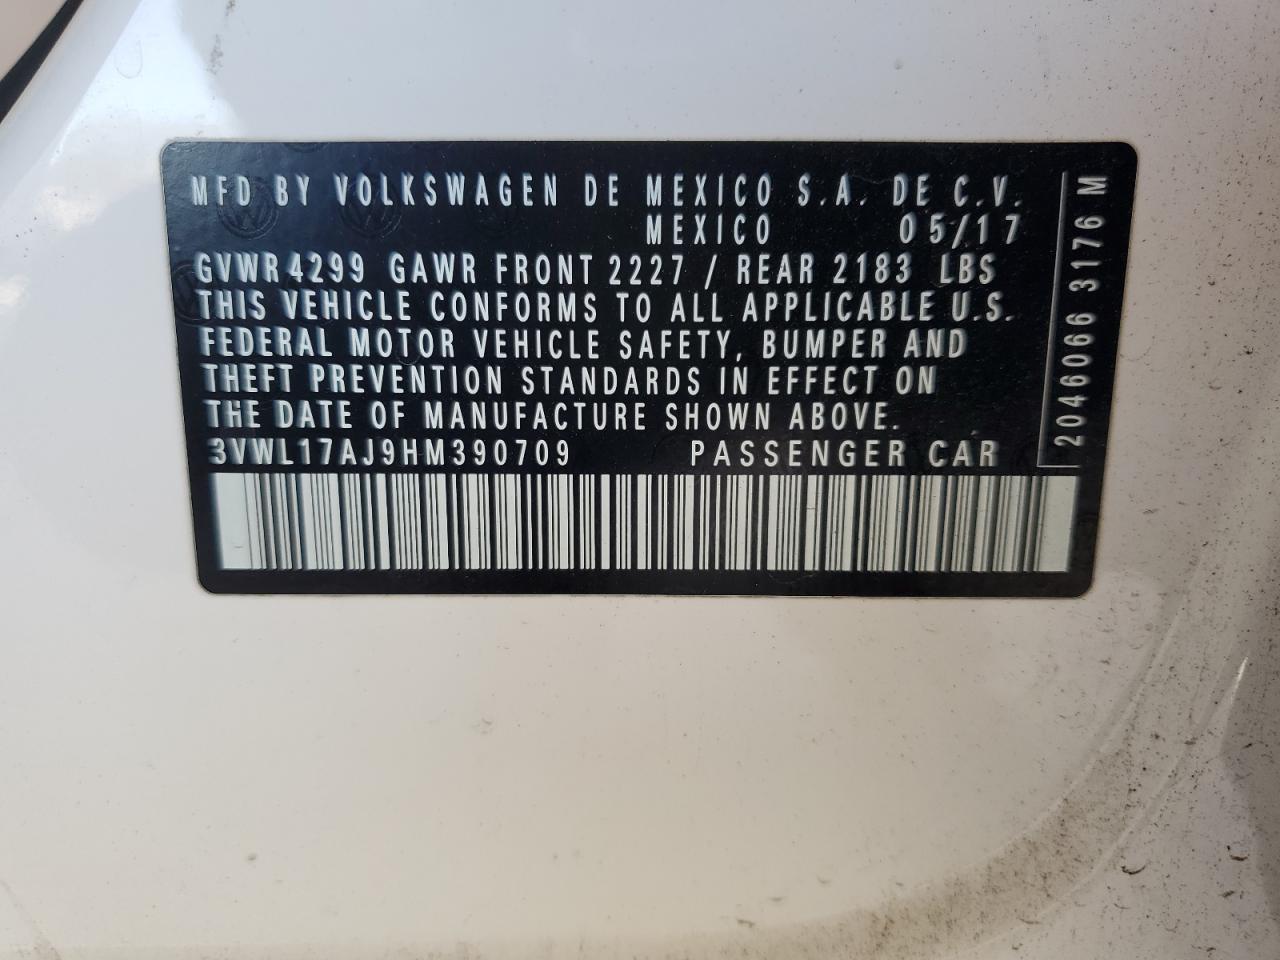 MFD BY VOLKSWAGEN DE MEXICO S.A. DE C.V.
MEXICO 05/17
GVWR 4299 GAWR FRONT 2227 / REAR 2183 LBS
THIS VEHICLE CONFORMS TO ALL APPLICABLE U.S.
FEDERAL MOTOR VEHICLE SAFETY, BUMPER AND
THEFT PREVENTION STANDARDS IN EFFECT ON
THE DATE OF MANUFACTURE SHOWN ABOVE.
3VWL17AJ9HM390709 PASSENGER CAR
2046066 3176 M